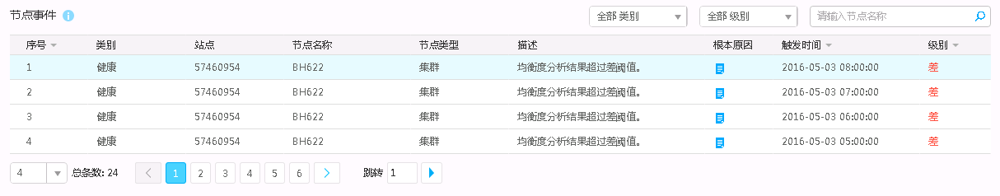 节点事件 全部 类别 全部 级别 请输入节点名称
序号 类别 站点 节点名称 节点类型 描述 根本原因 触发时间 级别
1 健康 57460954 BH622 集群 均衡度分析结果超过差阈值。 2016-05-03 08:00:00 差
2 健康 57460954 BH622 集群 均衡度分析结果超过差阈值。 2016-05-03 07:00:00 差
3 健康 57460954 BH622 集群 均衡度分析结果超过差阈值。 2016-05-03 06:00:00 差
4 健康 57460954 BH622 集群 均衡度分析结果超过差阈值。 2016-05-03 05:00:00 差
4 总条数: 24 1 2 3 4 5 6 跳转 1